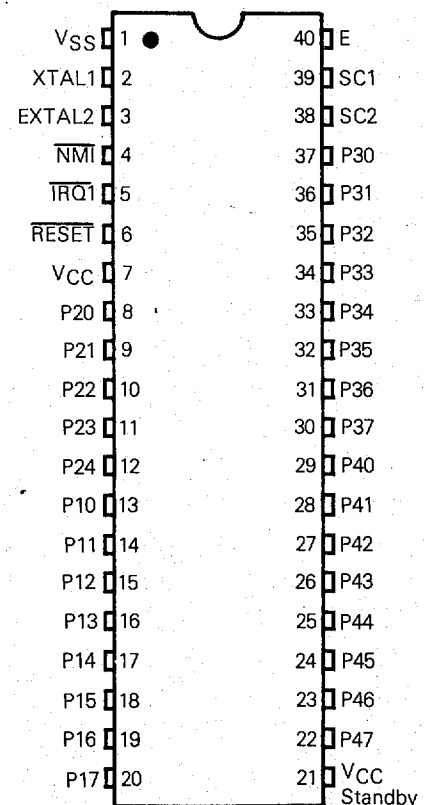 VSS 1 40 E
XTAL1 2 39 SC1
EXTAL2 3 38 SC2
NMI 4 37 P30
IRQ1 5 36 P31
RESET 6 35 P32
VCC 7 34 P33
P20 8 33 P34
P21 9 32 P35
P22 10 31 P36
P23 11 30 P37
P24 12 29 P40
P10 13 28 P41
P11 14 27 P42
P12 15 26 P43
P13 16 25 P44
P14 17 24 P45
P15 18 23 P46
P16 19 22 P47
P17 20 21 VCC
Standby